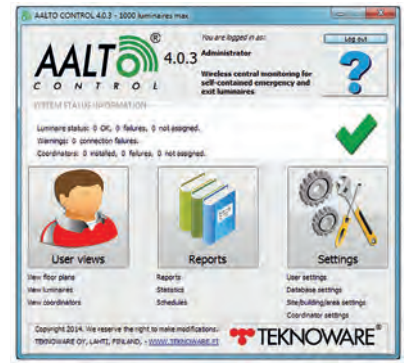 AALTO CONTROL 4.0.3 - 1000 luminaires max
You are logged in as:
Log out
AALTO®
CONTROL
4.0.3
Administrator
Wireless central monitoring for
self-contained emergency and
exit luminaires
SYSTEM STATUS INFORMATION
Luminaire status: 0 OK, 0 failures, 0 not assigned.
Warnings: 0 connection failures.
Coordinators: 0 installed, 0 failures, 0 not assigned.
User views
Reports
Settings
View floor plans
View luminaires
View coordinators
Reports
Statistics
Schedules
User settings
Database settings
Site/building/area settings
Coordinator settings
Copyright 2014. We reserve the right to make modifications.
TEKNOWARE OY, LAHTI, FINLAND, - WWW.TEKNOWARE.FI
TEKNOWARE®